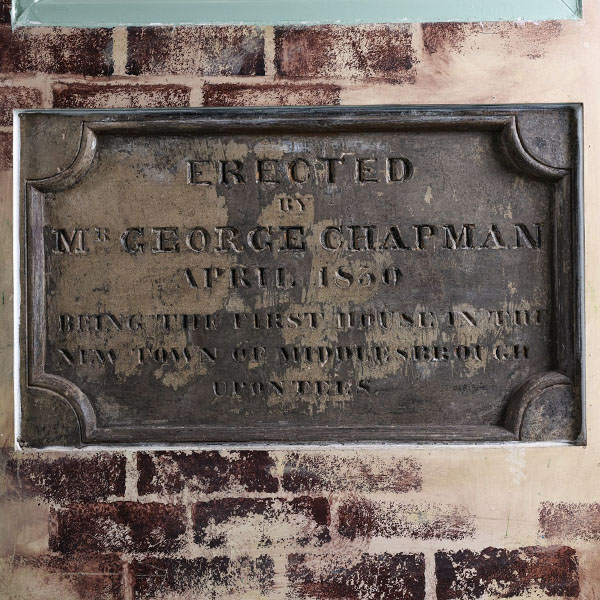 ERECTED
BY
MR GEORGE CHAPMAN
APRIL 1830
BEING THE FIRST HOUSE IN THE
NEW TOWN OF MIDDLESBROUGH
UPON TEES.